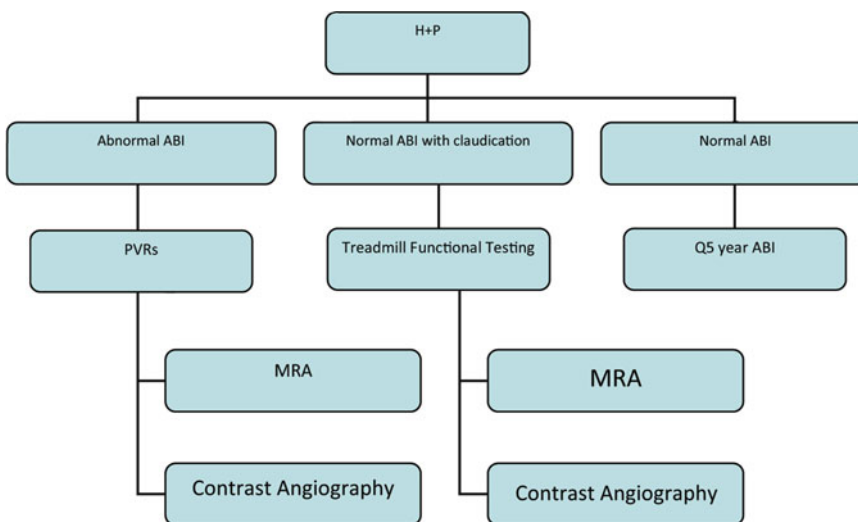 H+P
Abnormal ABI
Normal ABI with claudication
Normal ABI
PVRs
Treadmill Functional Testing
Q5 year ABI
MRA
MRA
Contrast Angiography
Contrast Angiography